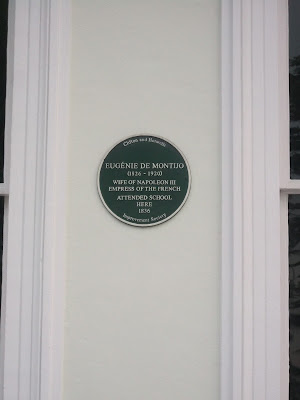 Clifton and Hotwells
EUGÉNIE DE MONTIJO
(1826 - 1920)
WIFE OF NAPOLEON III
EMPRESS OF THE FRENCH
ATTENDED SCHOOL
HERE
1836
Improvement Society